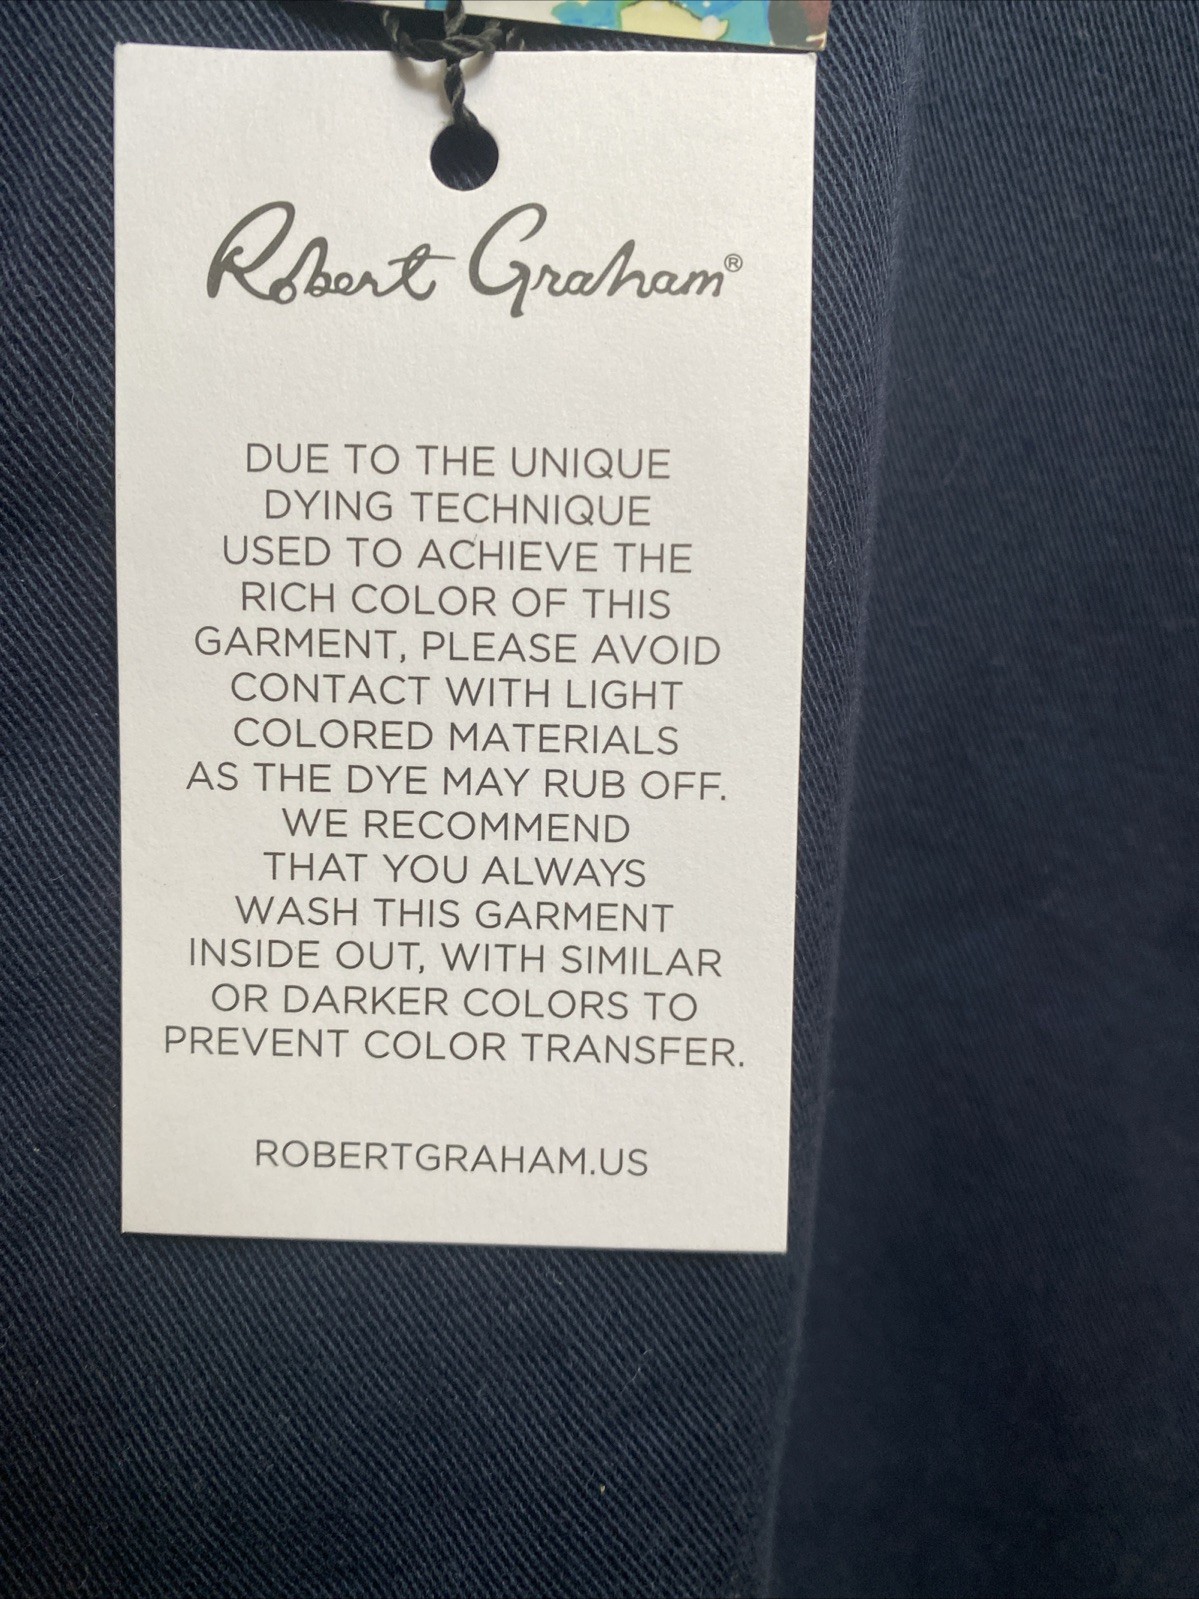 Robert Graham®
DUE TO THE UNIQUE
DYING TECHNIQUE
USED TO ACHIEVE THE
RICH COLOR OF THIS
GARMENT, PLEASE AVOID
CONTACT WITH LIGHT
COLORED MATERIALS
AS THE DYE MAY RUB OFF.
WE RECOMMEND
THAT YOU ALWAYS
WASH THIS GARMENT
INSIDE OUT, WITH SIMILAR
OR DARKER COLORS TO
PREVENT COLOR TRANSFER.
ROBERTGRAHAM.US